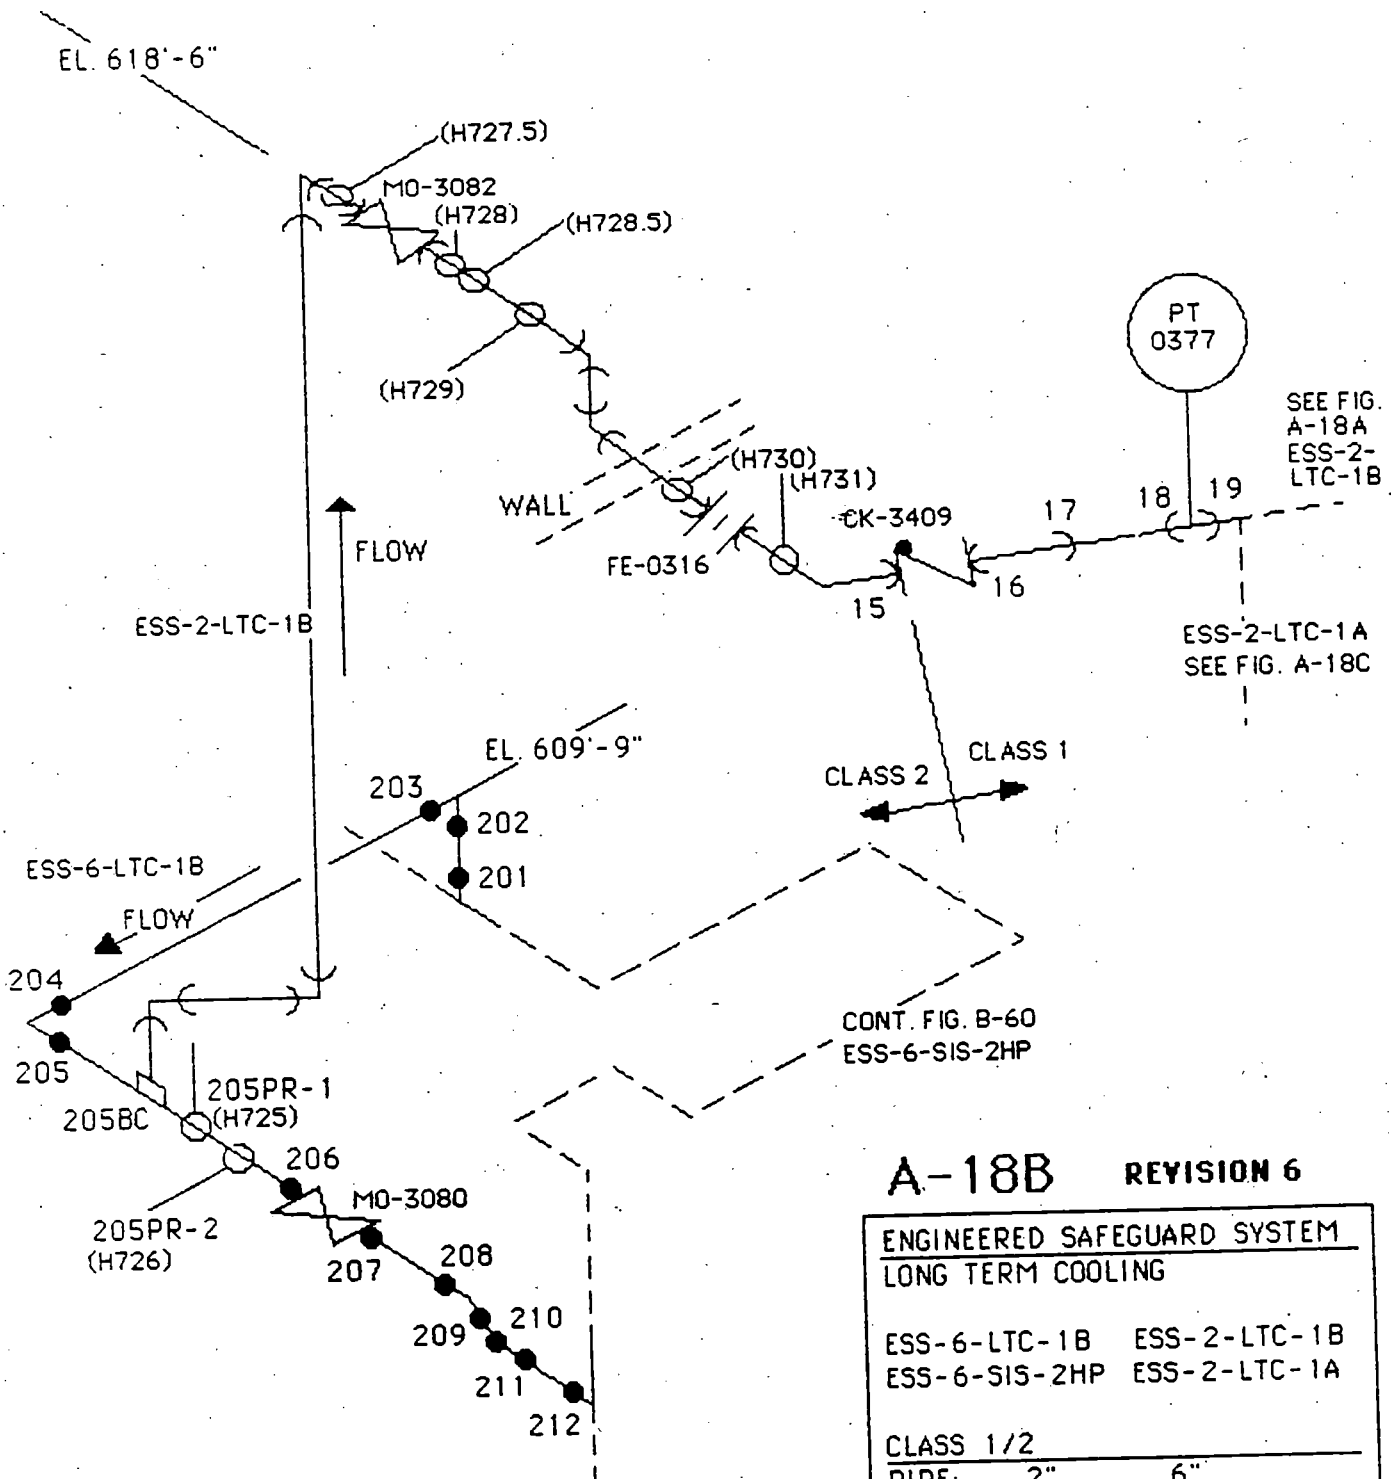 EL. 618'-6"
(H727.5)
MO-3082
(H728)
(H728.5)
(H729)
PT
0377
SEE FIG.
A-18A
ESS-2-
LTC-1B
WALL
(H730)
(H731)
CK-3409
FE-0316
15
16
17
18
19
FLOW
ESS-2-LTC-1B
ESS-2-LTC-1A
SEE FIG. A-18C
EL. 609'-9"
CLASS 2
CLASS 1
203
202
201
ESS-6-LTC-1B
FLOW
204
205
205BC
205PR-1
(H725)
CONT. FIG. B-60
ESS-6-SIS-2HP
206
205PR-2
(H726)
MO-3080
207
208
209
210
211
212
A-18B REVISION 6
ENGINEERED SAFEGUARD SYSTEM
LONG TERM COOLING
ESS-6-LTC-1B ESS-2-LTC-1B
ESS-6-SIS-2HP ESS-2-LTC-1A
CLASS 1/2
PIPE: 2" 6"